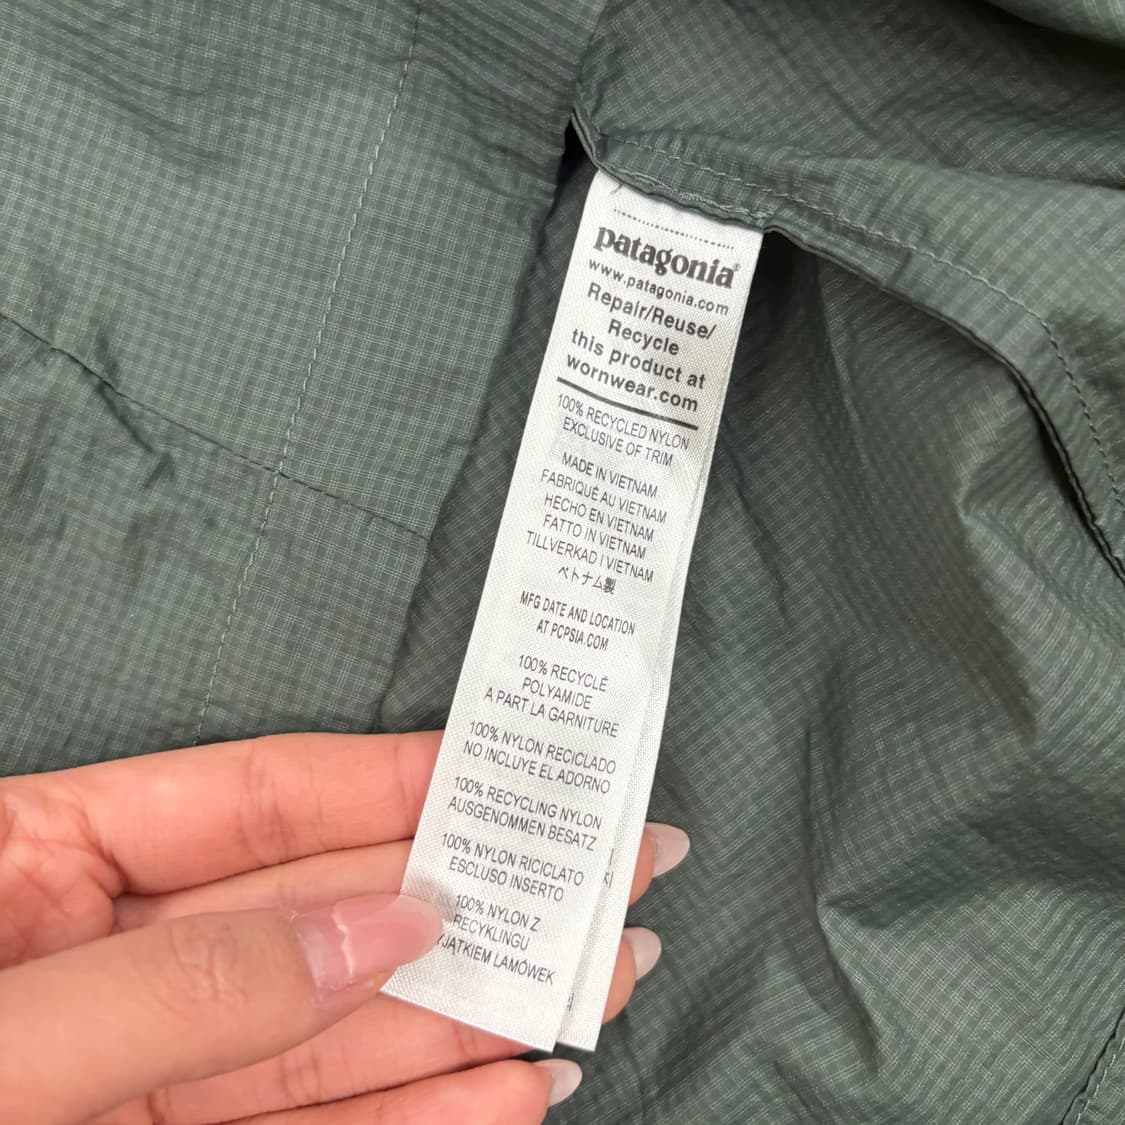 patagonia®
www.patagonia.com
Repair/Reuse/
Recycle
this product at
wornwear.com
100% RECYCLED NYLON
EXCLUSIVE OF TRIM
MADE IN VIETNAM
FABRIQUÉ AU VIETNAM
HECHO EN VIETNAM
FATTO IN VIETNAM
TILLVERKAD I VIETNAM
ベトナム製
MFG DATE AND LOCATION
AT PCPSIA.COM
100% RECYCLÉ
POLYAMIDE
A PART LA GARNITURE
100% NYLON RECICLADO
NO INCLUYE EL ADORNO
100% RECYCLING NYLON
AUSGENOMMEN BESATZ
100% NYLON RICICLATO
ESCLUSO INSERTO
100% NYLON Z
RECYKLINGU
LAMÓWEK